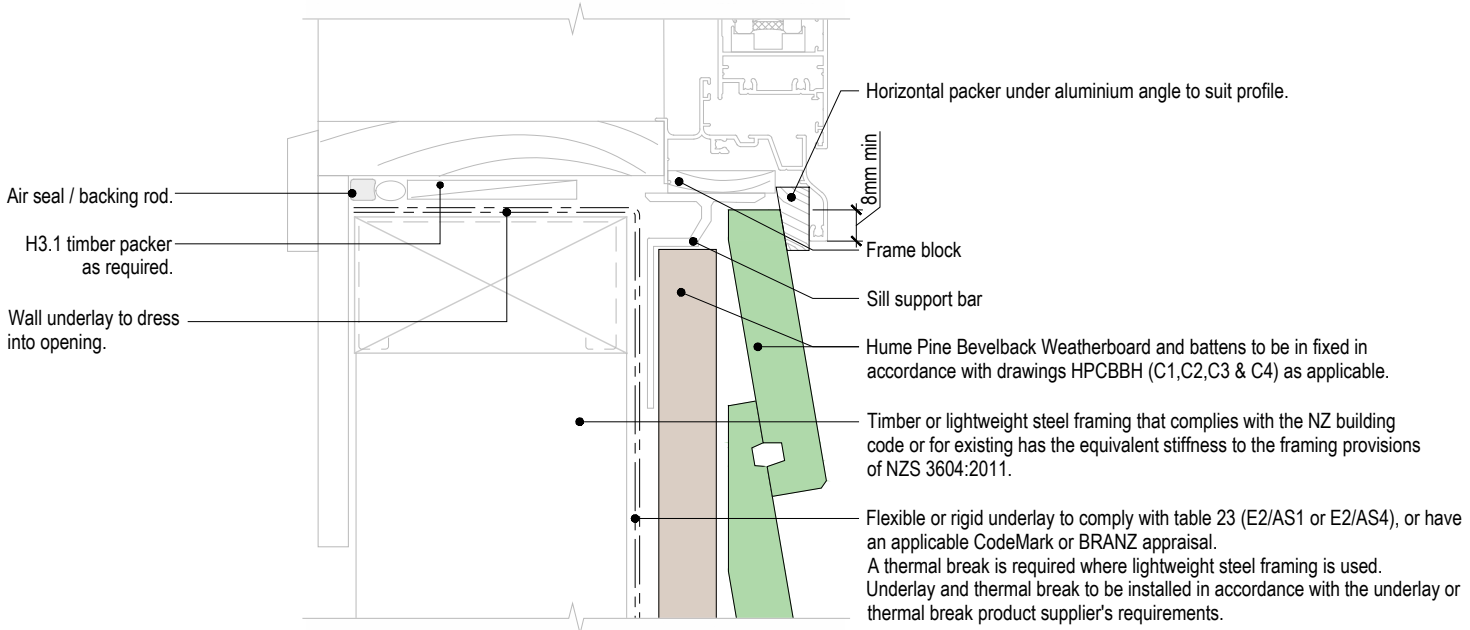 Horizontal packer under aluminium angle to suit profile.
8mm min
Air seal / backing rod.
H3.1 timber packer
as required.
Wall underlay to dress
into opening.
Frame block
Sill support bar
Hume Pine Bevelback Weatherboard and battens to be in fixed in
accordance with drawings HPCBBH (C1,C2,C3 & C4) as applicable.
Timber or lightweight steel framing that complies with the NZ building
code or for existing has the equivalent stiffness to the framing provisions
of NZS 3604:2011.
Flexible or rigid underlay to comply with table 23 (E2/AS1 or E2/AS4), or have
an applicable CodeMark or BRANZ appraisal.
A thermal break is required where lightweight steel framing is used.
Underlay and thermal break to be installed in accordance with the underlay or
thermal break product supplier's requirements.